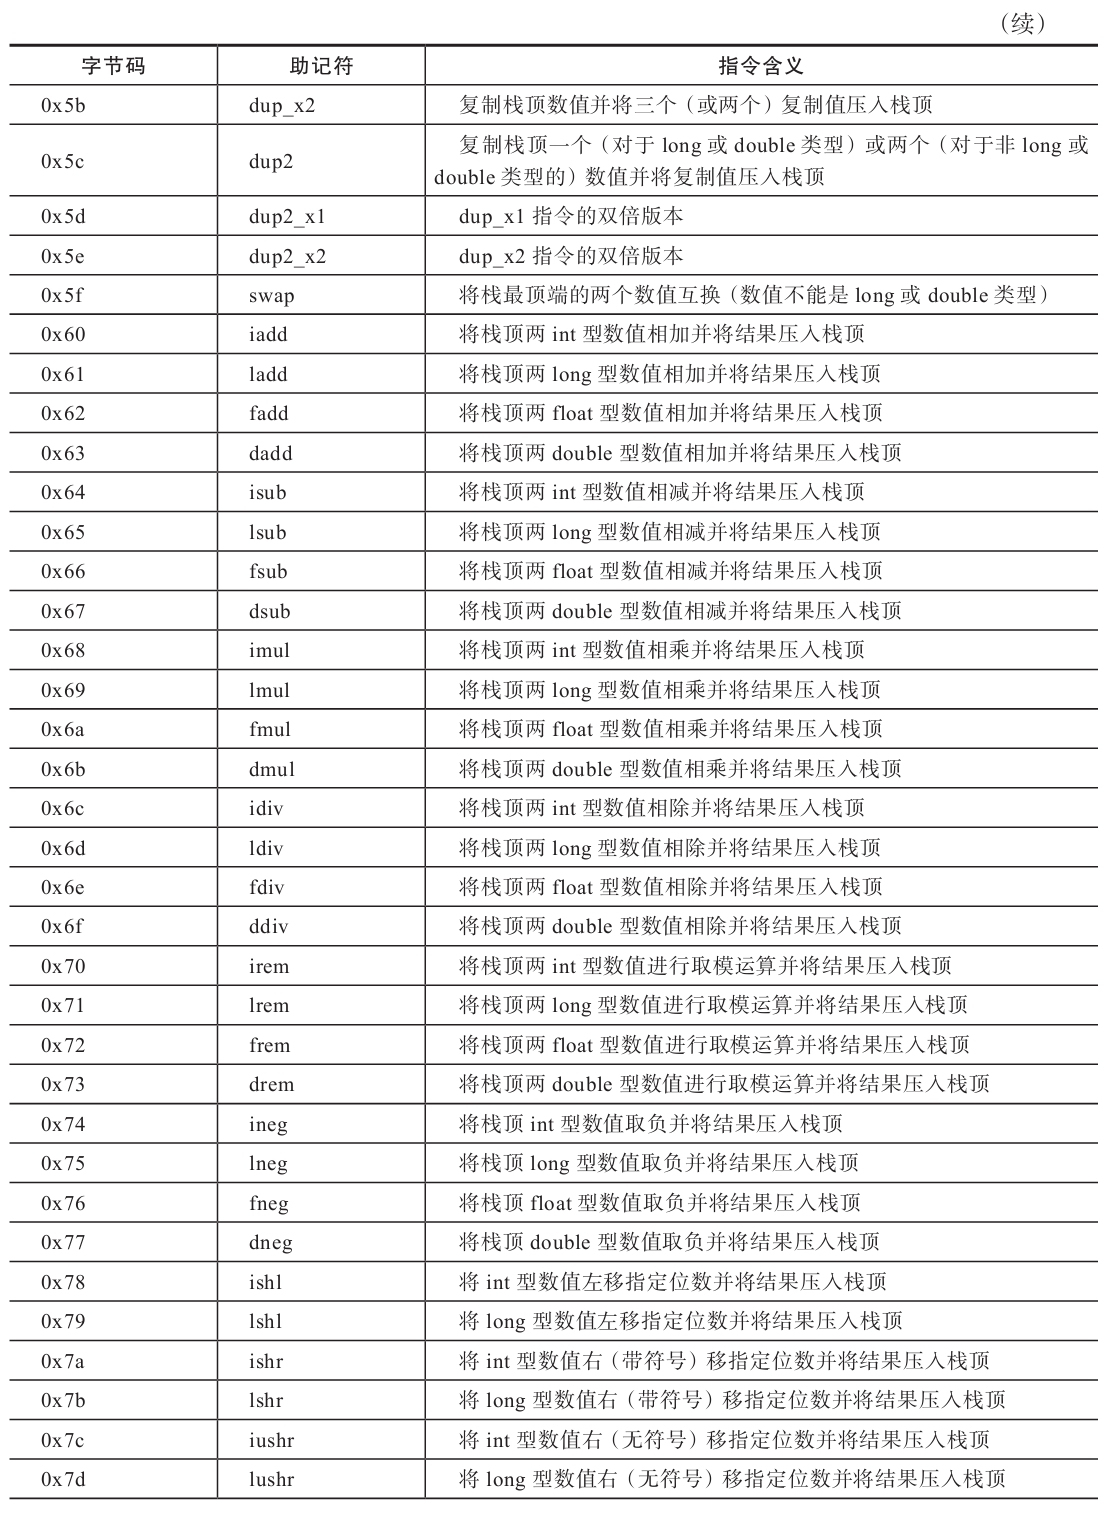 （续）
字节码 助记符 指令含义
0x5b dup_x2 复制栈顶数值并将三个（或两个）复制值压入栈顶
0x5c dup2 复制栈顶一个（对于 long 或 double 类型）或两个（对于非 long 或
double 类型的）数值并将复制值压入栈顶
0x5d dup2_x1 dup_x1 指令的双倍版本
0x5e dup2_x2 dup_x2 指令的双倍版本
0x5f swap 将栈最顶端的两个数值互换（数值不能是 long 或 double 类型）
0x60 iadd 将栈顶两 int 型数值相加并将结果压入栈顶
0x61 ladd 将栈顶两 long 型数值相加并将结果压入栈顶
0x62 fadd 将栈顶两 float 型数值相加并将结果压入栈顶
0x63 dadd 将栈顶两 double 型数值相加并将结果压入栈顶
0x64 isub 将栈顶两 int 型数值相减并将结果压入栈顶
0x65 lsub 将栈顶两 long 型数值相减并将结果压入栈顶
0x66 fsub 将栈顶两 float 型数值相减并将结果压入栈顶
0x67 dsub 将栈顶两 double 型数值相减并将结果压入栈顶
0x68 imul 将栈顶两 int 型数值相乘并将结果压入栈顶
0x69 lmul 将栈顶两 long 型数值相乘并将结果压入栈顶
0x6a fmul 将栈顶两 float 型数值相乘并将结果压入栈顶
0x6b dmul 将栈顶两 double 型数值相乘并将结果压入栈顶
0x6c idiv 将栈顶两 int 型数值相除并将结果压入栈顶
0x6d ldiv 将栈顶两 long 型数值相除并将结果压入栈顶
0x6e fdiv 将栈顶两 float 型数值相除并将结果压入栈顶
0x6f ddiv 将栈顶两 double 型数值相除并将结果压入栈顶
0x70 irem 将栈顶两 int 型数值进行取模运算并将结果压入栈顶
0x71 lrem 将栈顶两 long 型数值进行取模运算并将结果压入栈顶
0x72 frem 将栈顶两 float 型数值进行取模运算并将结果压入栈顶
0x73 drem 将栈顶两 double 型数值进行取模运算并将结果压入栈顶
0x74 ineg 将栈顶 int 型数值取负并将结果压入栈顶
0x75 lneg 将栈顶 long 型数值取负并将结果压入栈顶
0x76 fneg 将栈顶 float 型数值取负并将结果压入栈顶
0x77 dneg 将栈顶 double 型数值取负并将结果压入栈顶
0x78 ishl 将 int 型数值左移指定位数并将结果压入栈顶
0x79 lshl 将 long 型数值左移指定位数并将结果压入栈顶
0x7a ishr 将 int 型数值右（带符号）移指定位数并将结果压入栈顶
0x7b lshr 将 long 型数值右（带符号）移指定位数并将结果压入栈顶
0x7c iushr 将 int 型数值右（无符号）移指定位数并将结果压入栈顶
0x7d lushr 将 long 型数值右（无符号）移指定位数并将结果压入栈顶